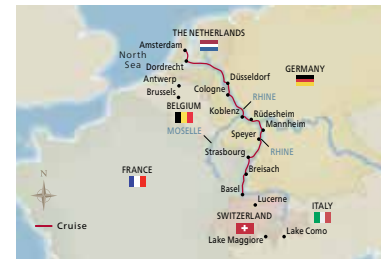 THE NETHERLANDS
Amsterdam
North
Sea
Dordrecht
Antwerp
Brussels
BELGIUM
Düsseldorf
Cologne
GERMANY
RHINE
Koblenz
Rüdesheim
Mannheim
MOSELLE
Speyer
RHINE
Strasbourg
FRANCE
Breisach
Basel
Lucerne
ITALY
SWITZERLAND
Lake Como
Lake Maggiore
N
Cruise